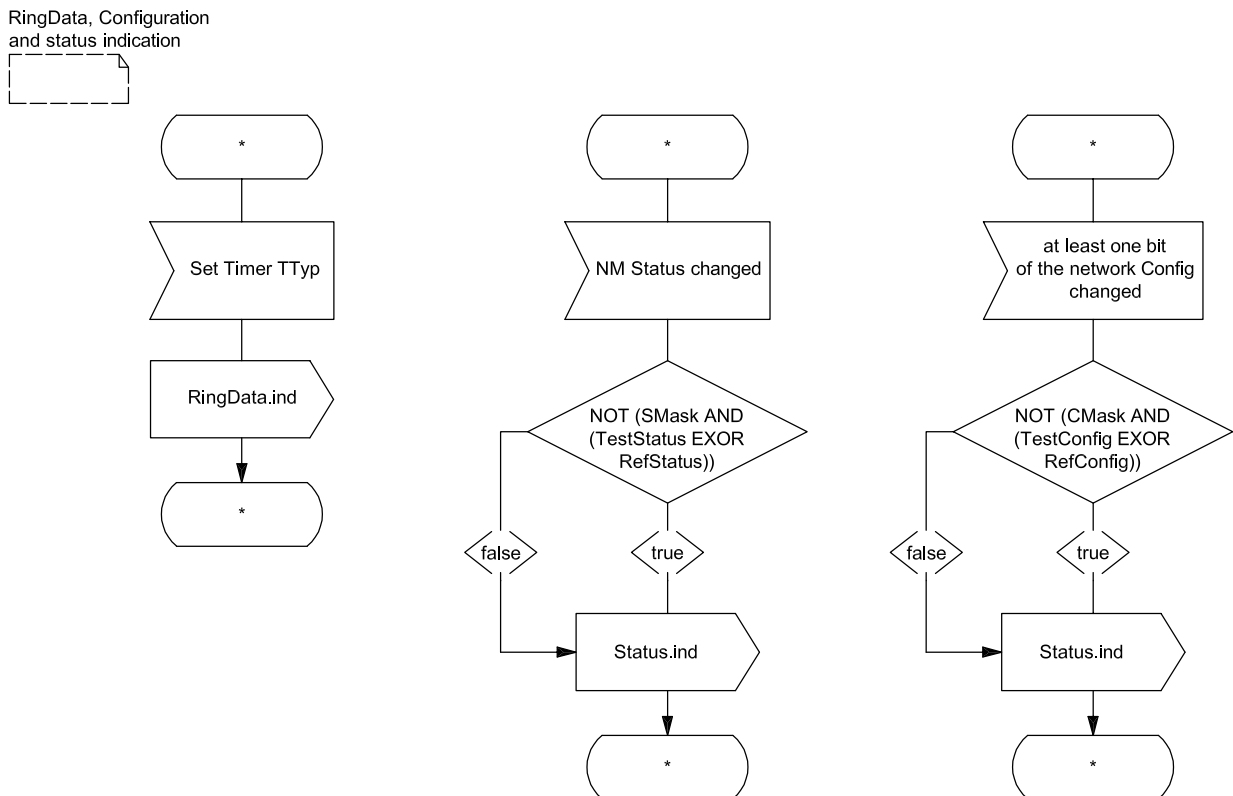 RingData, Configuration
and status indication
*
Set Timer TTyp
RingData.ind
*
*
NM Status changed
NOT (SMask AND
(TestStatus EXOR
RefStatus))
false
true
Status.ind
*
*
at least one bit
of the network Config
changed
NOT (CMask AND
(TestConfig EXOR
RefConfig))
false
true
Status.ind
*